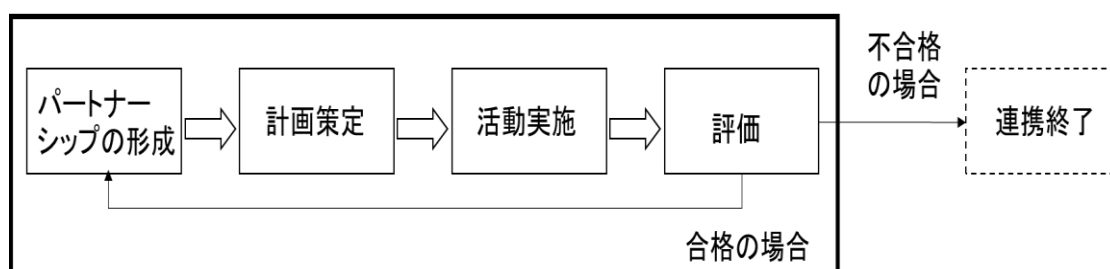 パートナー
シップの形成
計画策定
活動実施
評価
不合格
の場合
連携終了
合格の場合